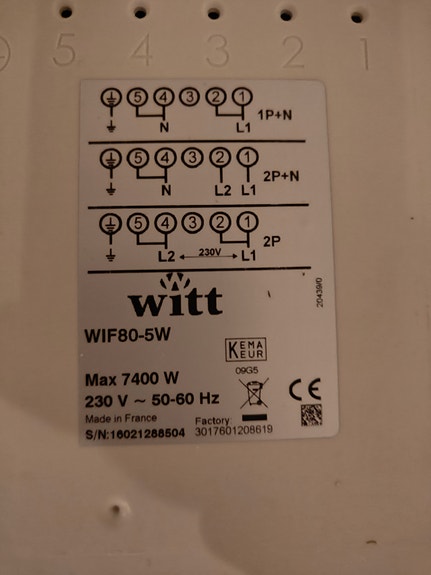 5 4 3 2 1
5 4 3 2 1
N L1 1P+N
5 4 3 2 1
N L2 L1 2P+N
5 4 3 2 1
L2 230V L1 2P
witt
WIF80-5W
20439/0
KEMA
KEUR
09G5
Max 7400 W
230 V ~ 50-60 Hz
CE
Made in France
Factory:
S/N:16021288504
3017601208619